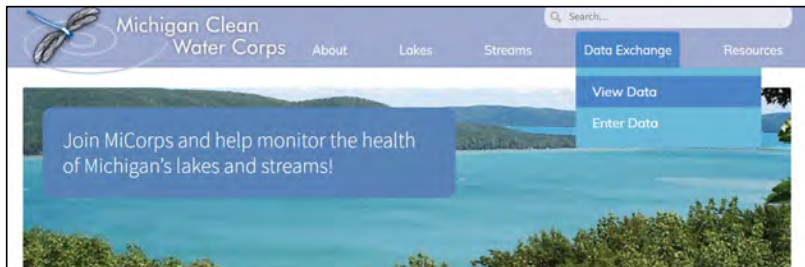 Search...
Michigan Clean
Water Corps
About
Lakes
Streams
Data Exchange
Resources
View Data
Enter Data
Join MiCorps and help monitor the health
of Michigan's lakes and streams!